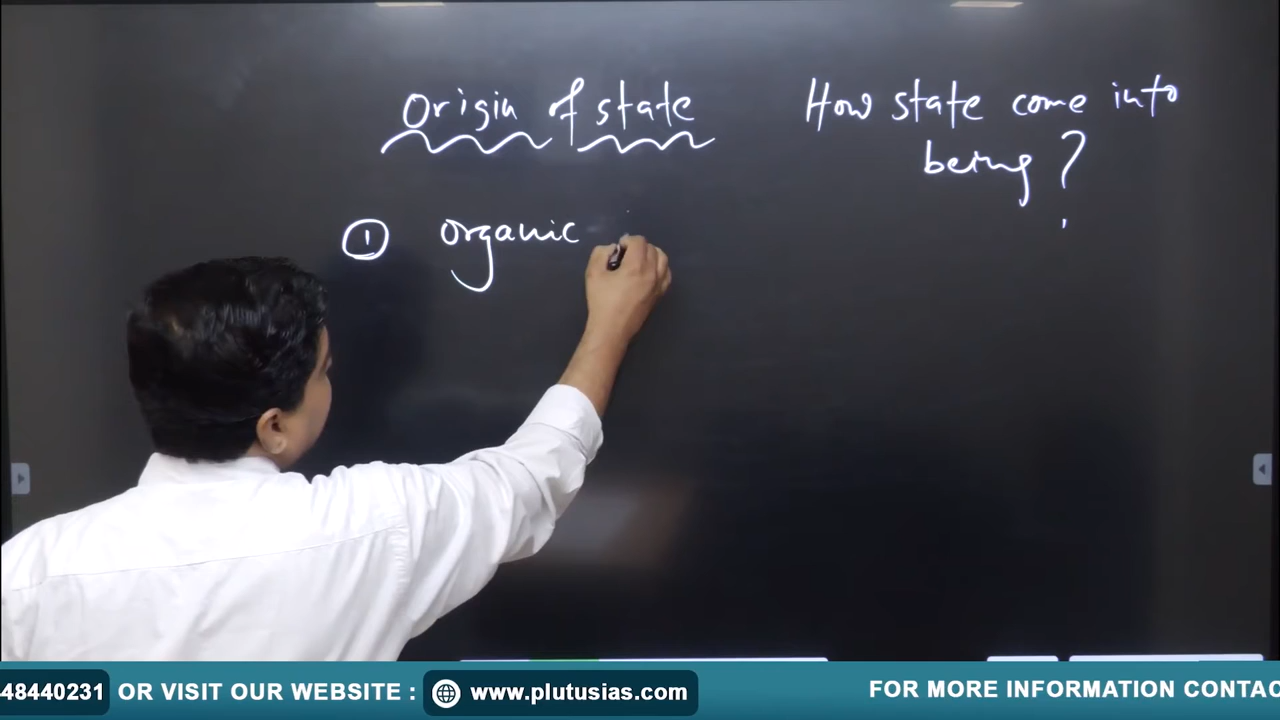 Origin of state
How state come into
being?
① organic
48440231 OR VISIT OUR WEBSITE : www.plutusias.com FOR MORE INFORMATION CONTAC